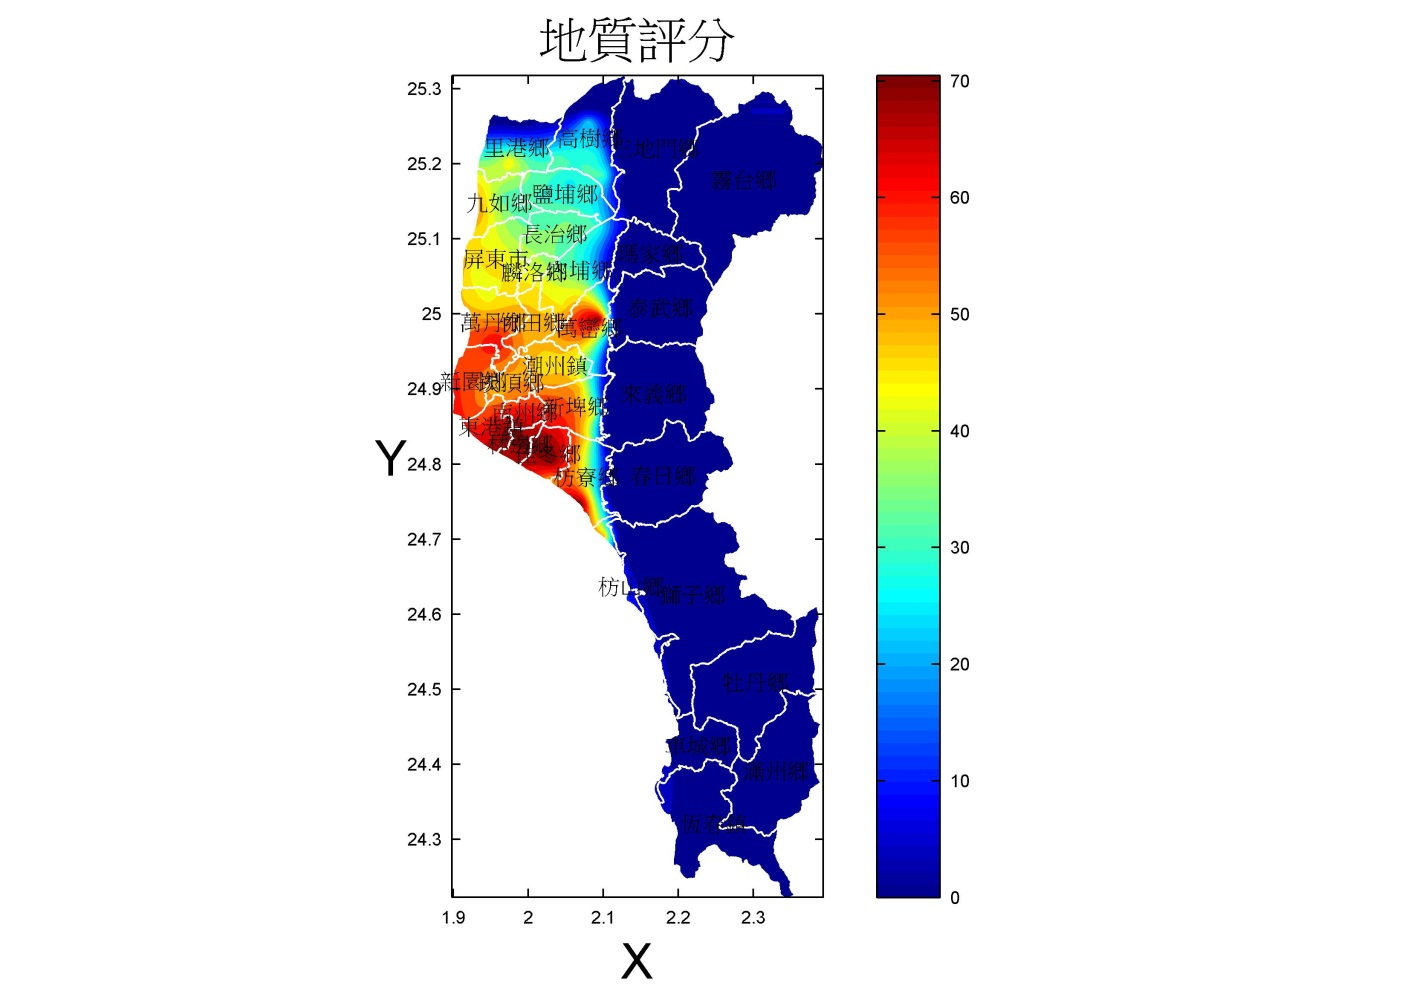 地質評分
25.3
25.2
25.1
25
24.9
24.8
24.7
24.6
24.5
24.4
24.3
Y
1.9
2
2.1
2.2
2.3
X
70
60
50
40
30
20
10
0
里港鄉
高樹鄉
地門鄉
霧台鄉
九如鄉
鹽埔鄉
長治鄉
屏東市
麟洛鄉
內埔鄉
瑪家鄉
泰武鄉
萬丹鄉
竹田鄉
萬巒鄉
潮州鎮
新園鄉
崁頂鄉
來義鄉
南州鄉
新埤鄉
東港鎮
林邊鄉
佳冬鄉
枋寮鄉
春日鄉
枋山鄉
獅子鄉
牡丹鄉
車城鄉
滿州鄉
恆春鎮